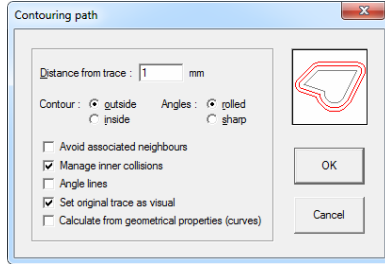 Contouring path
Distance from trace : 1 mm
Contour : outside Angles : rolled
inside sharp
Avoid associated neighbours
Manage inner collisions
Angle lines
Set original trace as visual
Calculate from geometrical properties (curves)
OK
Cancel